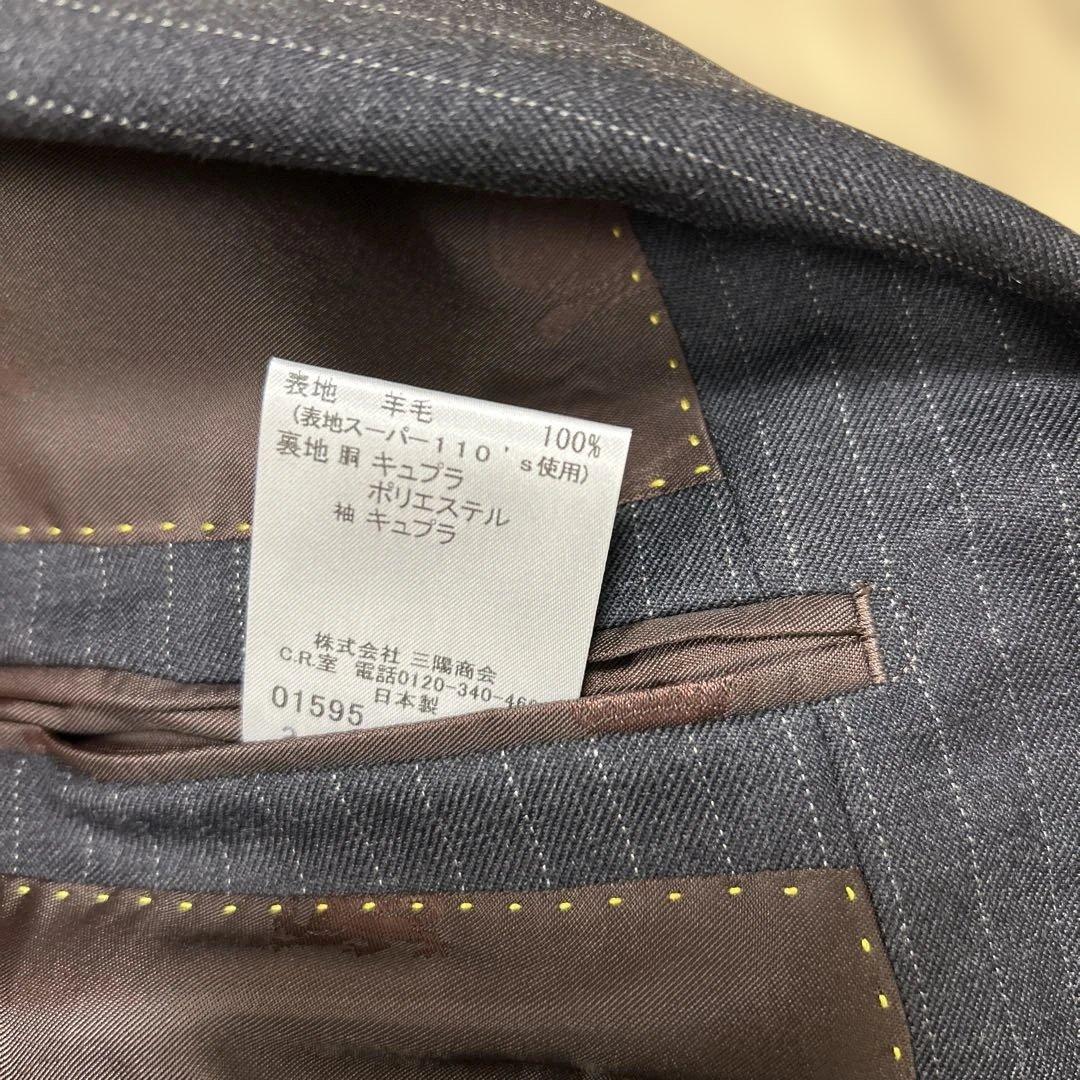 表地 羊毛 100%
(表地スーパー110's使用)
裏地 胴 キュプラ
ポリエステル
袖 キュプラ
株式会社 三陽商会
C.R.室 電話0120-340-460
日本製
01595